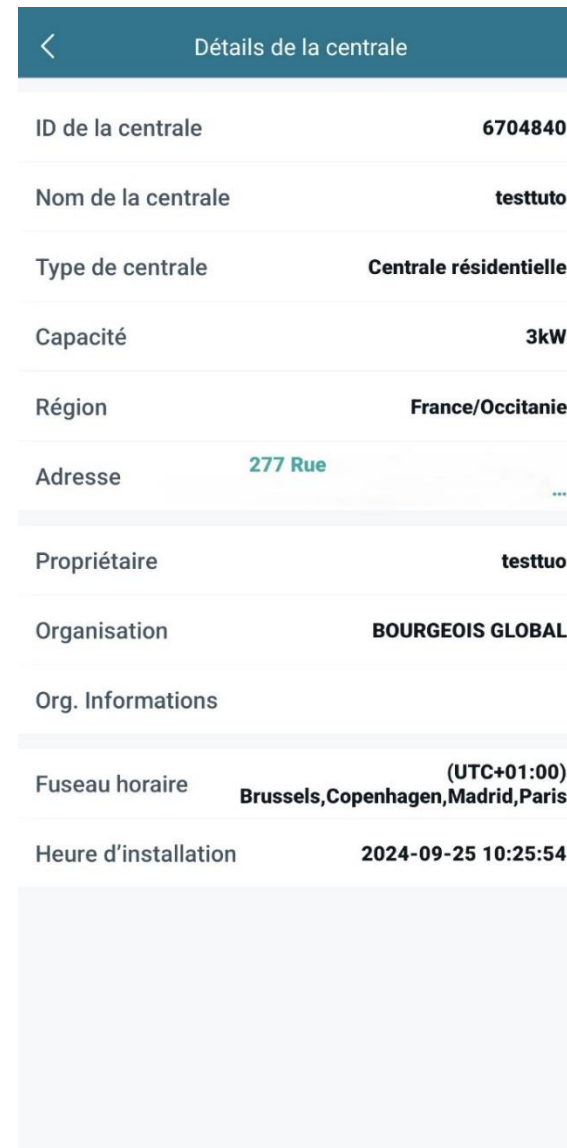 Détails de la centrale
ID de la centrale 6704840
Nom de la centrale testtuto
Type de centrale Centrale résidentielle
Capacité 3kW
Région France/Occitanie
Adresse 277 Rue
...
Propriétaire testtuo
Organisation BOURGEOIS GLOBAL
Org. Informations
Fuseau horaire (UTC+01:00)
Brussels,Copenhagen,Madrid,Paris
Heure d’installation 2024-09-25 10:25:54